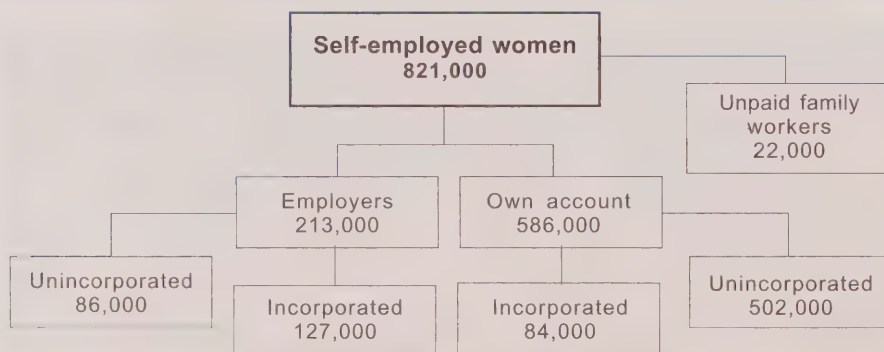 Self-employed women
821,000
Unpaid family
workers
22,000
Employers
213,000
Own account
586,000
Unincorporated
86,000
Incorporated
127,000
Incorporated
84,000
Unincorporated
502,000